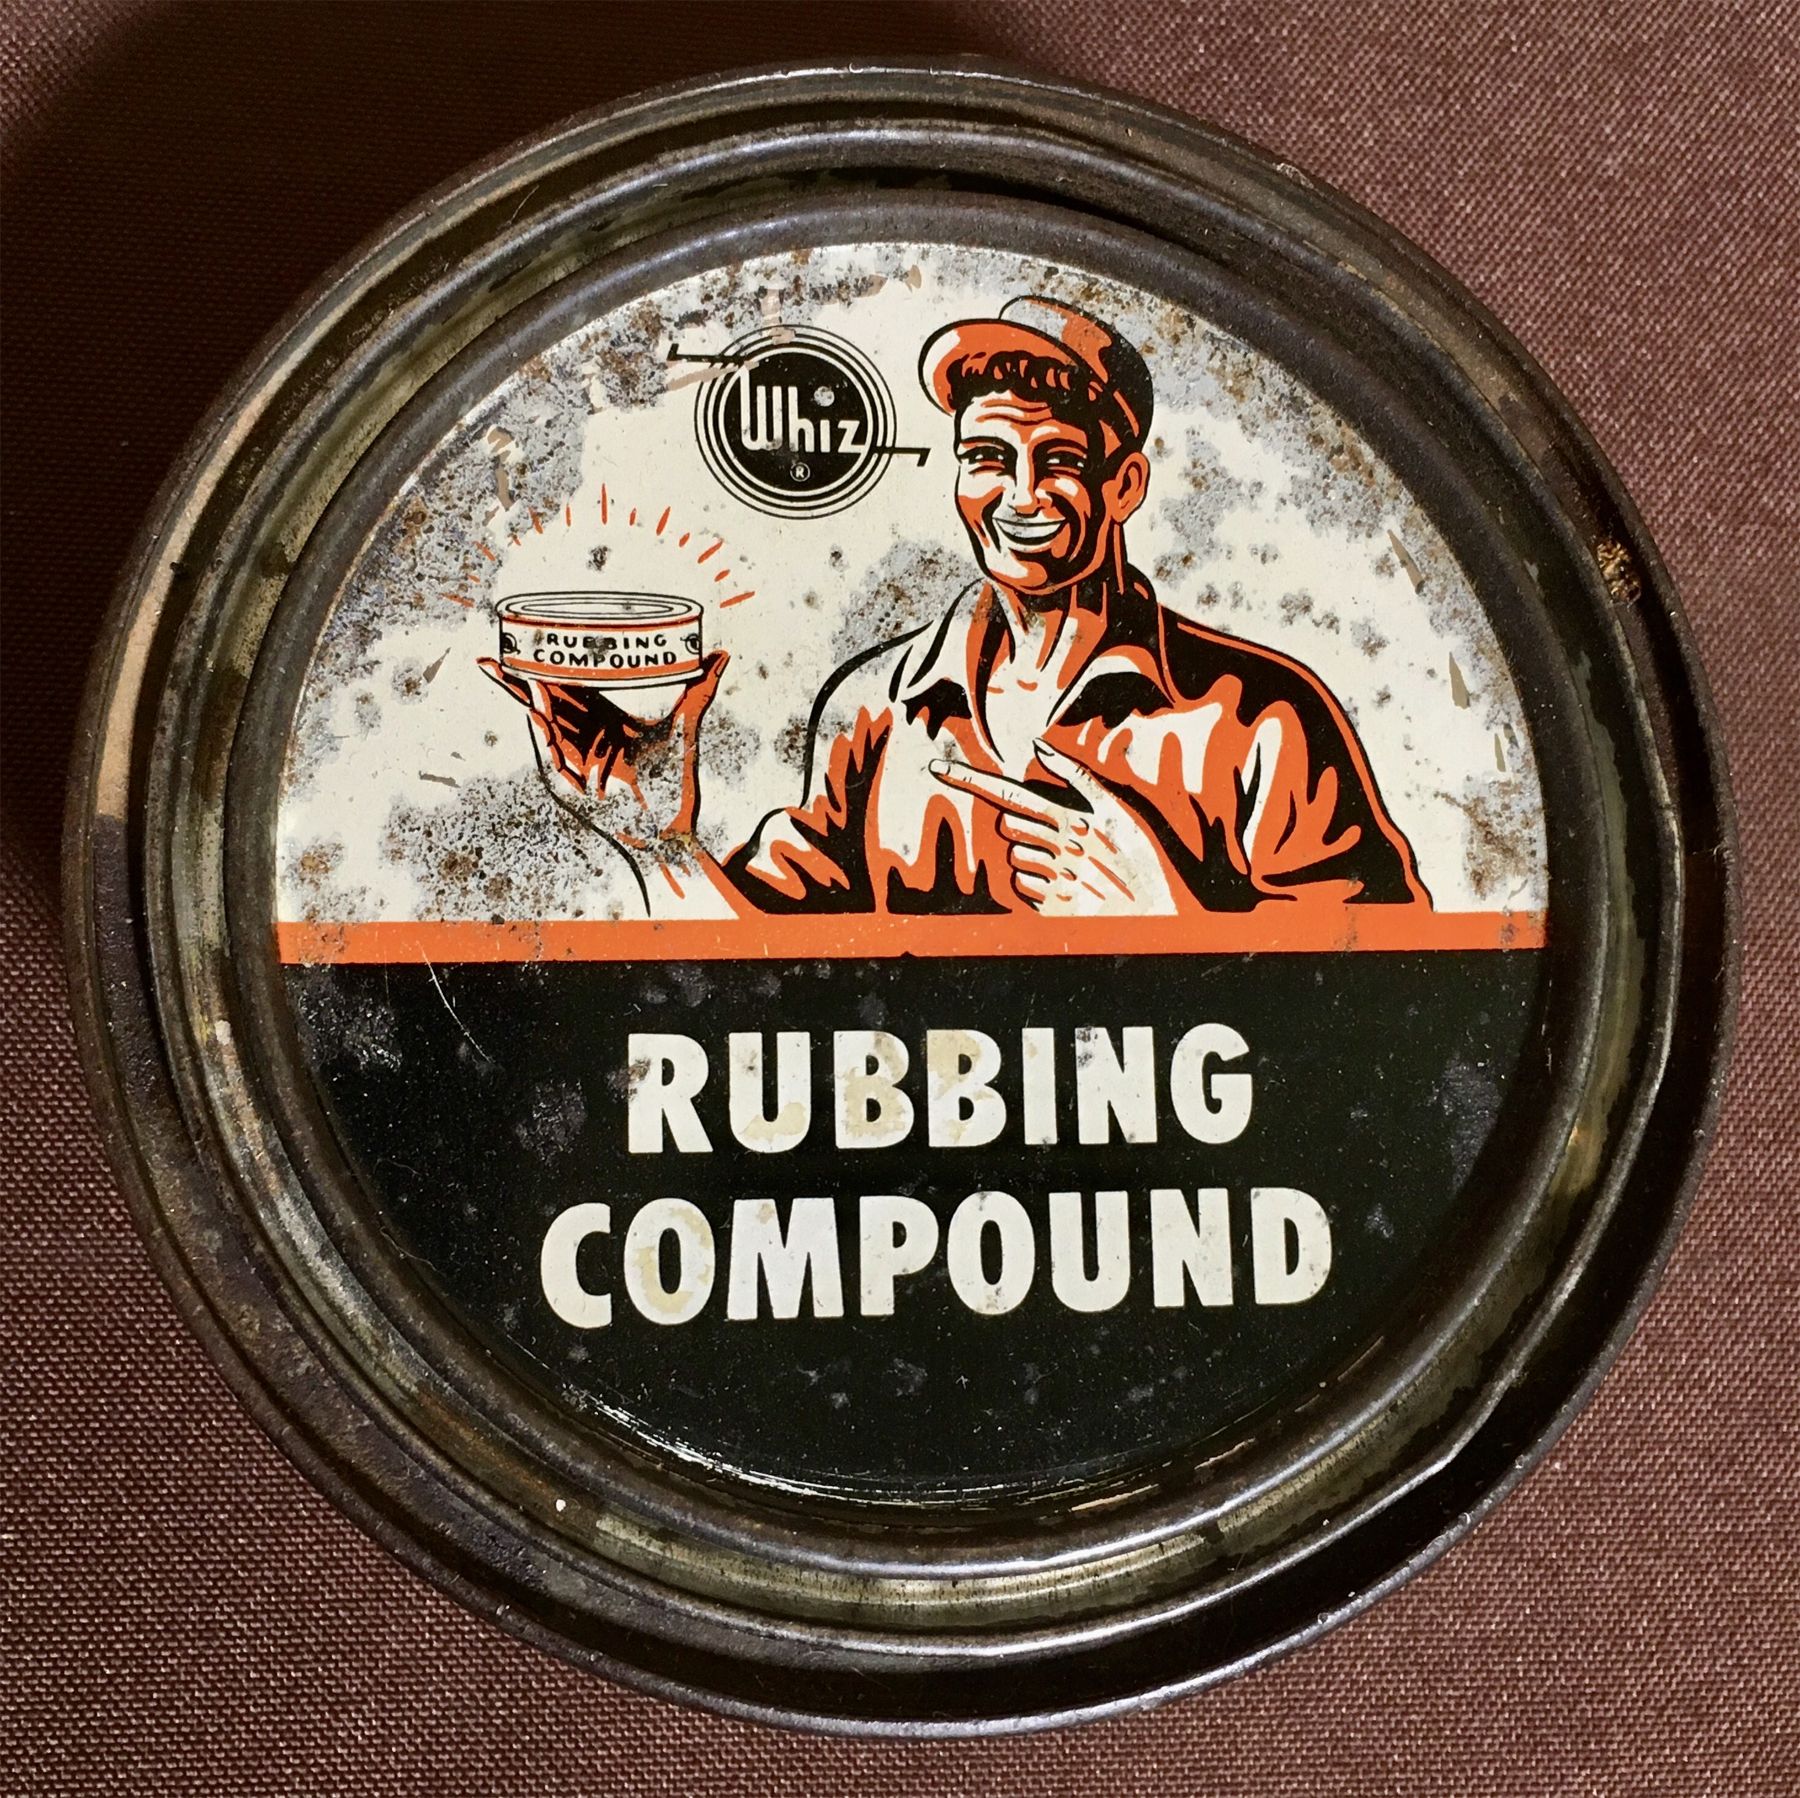 Whiz
®
RUBBING
COMPOUND
RUBBING
COMPOUND